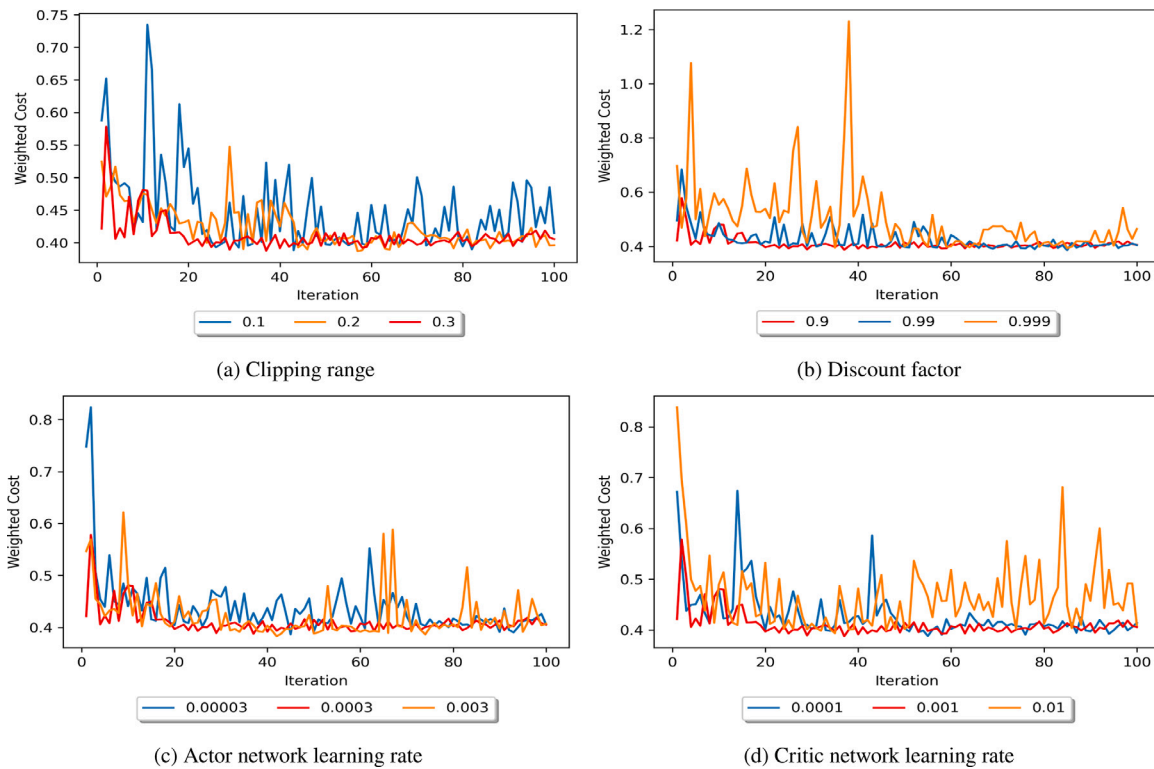 0.75
0.70
0.65
0.60
0.55
0.50
0.45
0.40
Weighted Cost
0 20 40 60 80 100
Iteration
0.1 0.2 0.3
(a) Clipping range
1.2
1.0
0.8
0.6
0.4
Weighted Cost
0 20 40 60 80 100
Iteration
0.9 0.99 0.999
(b) Discount factor
0.8
0.7
0.6
0.5
0.4
Weighted Cost
0 20 40 60 80 100
Iteration
0.00003 0.0003 0.003
(c) Actor network learning rate
0.8
0.7
0.6
0.5
0.4
Weighted Cost
0 20 40 60 80 100
Iteration
0.0001 0.001 0.01
(d) Critic network learning rate